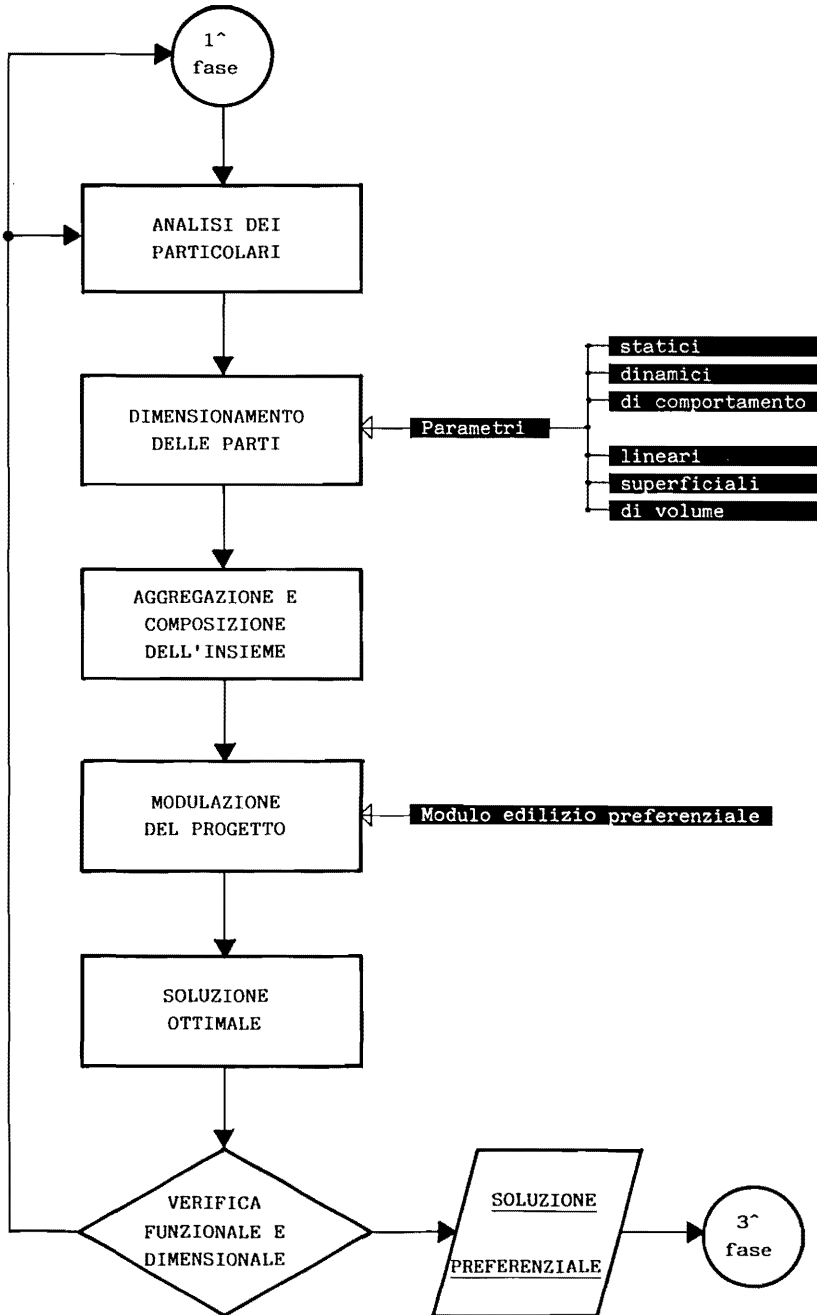 1^
fase
ANALISI DEI
PARTICOLARI
DIMENSIONAMENTO
DELLE PARTI
Parametri
statici
dinamici
di comportamento
lineari
superficiali
di volume
AGGREGAZIONE E
COMPOSIZIONE
DELL'INSIEME
MODULAZIONE
DEL PROGETTO
Modulo edilizio preferenziale
SOLUZIONE
OTTIMALE
VERIFICA
FUNZIONALE E
DIMENSIONALE
SOLUZIONE
PREFERENZIALE
3^
fase